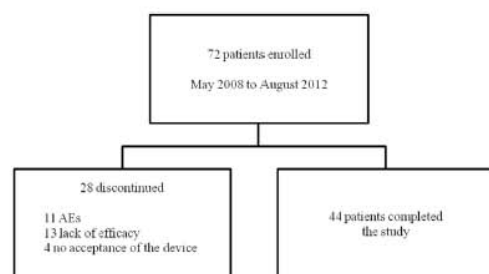 72 patients enrolled
May 2008 to August 2012
28 discontinued
11 AEs
13 lack of efficacy
4 no acceptance of the device
44 patients completed
the study